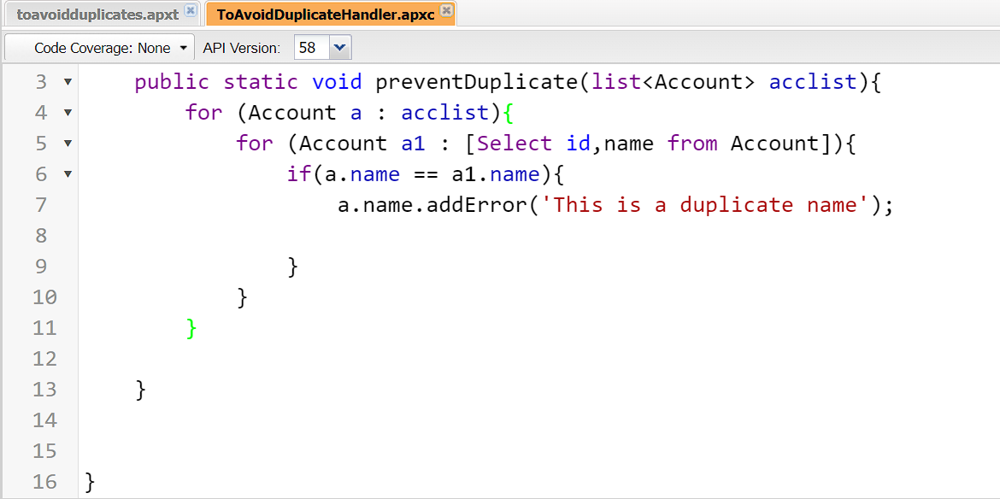 toavoidduplicates.apxt ToAvoidDuplicateHandler.apxc
Code Coverage: None API Version: 58
3 public static void preventDuplicate(list<Account> acclist){
4 for (Account a : acclist){
5 for (Account a1 : [Select id,name from Account]){
6 if(a.name == a1.name){
7 a.name.addError('This is a duplicate name');
8
9 }
10 }
11 }
12
13 }
14
15
16 }